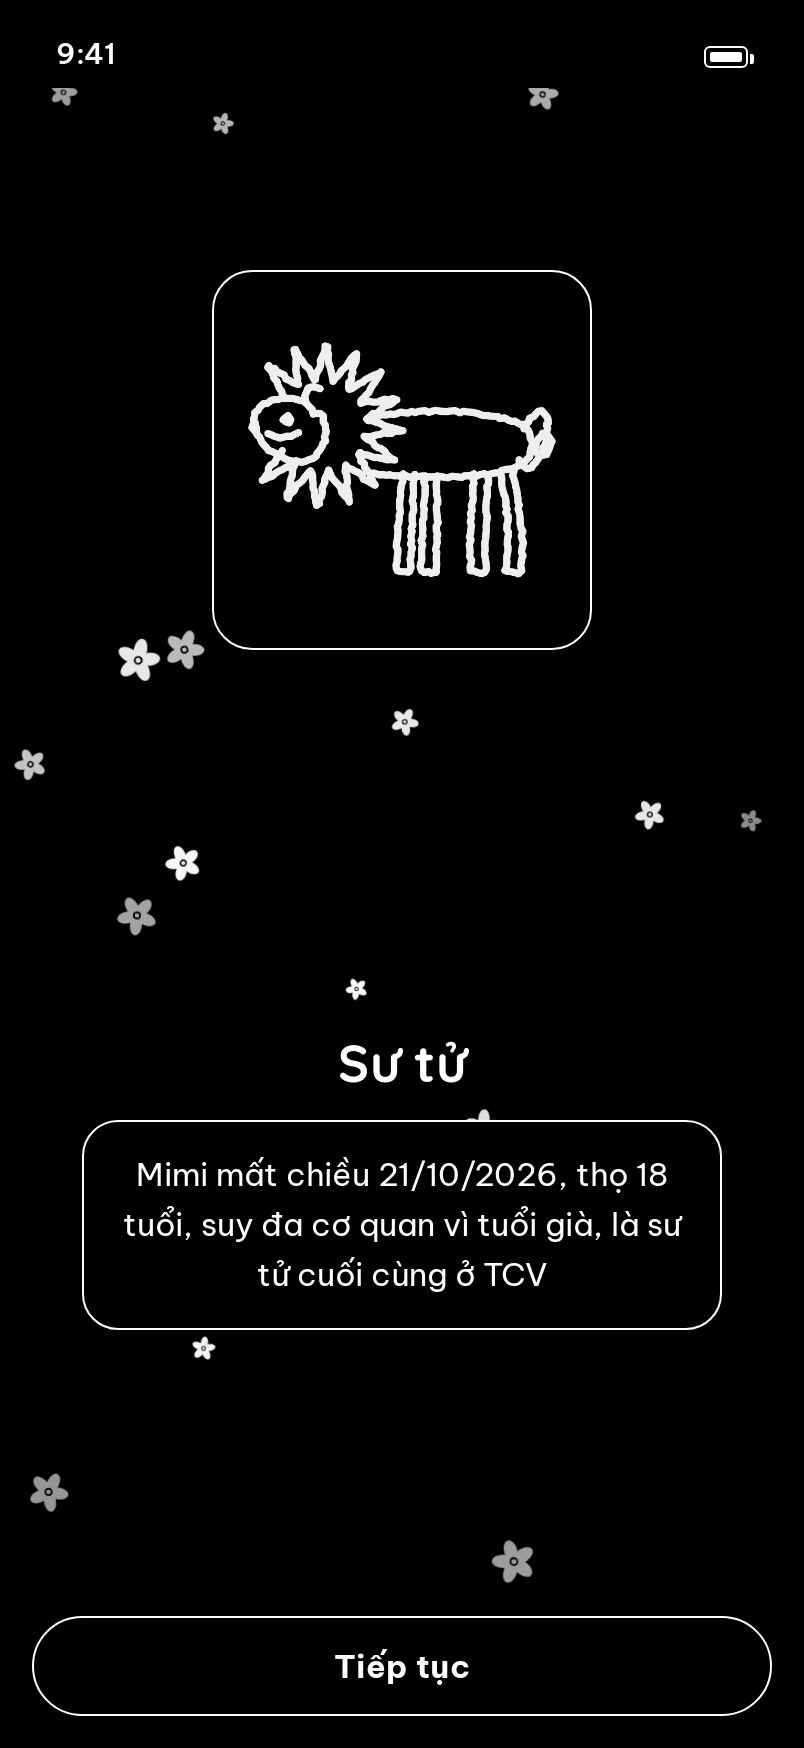 9:41
Sư tử
Mimi mất chiều 21/10/2026, thọ 18
tuổi, suy đa cơ quan vì tuổi già, là sư
tử cuối cùng ở TCV
Tiếp tục